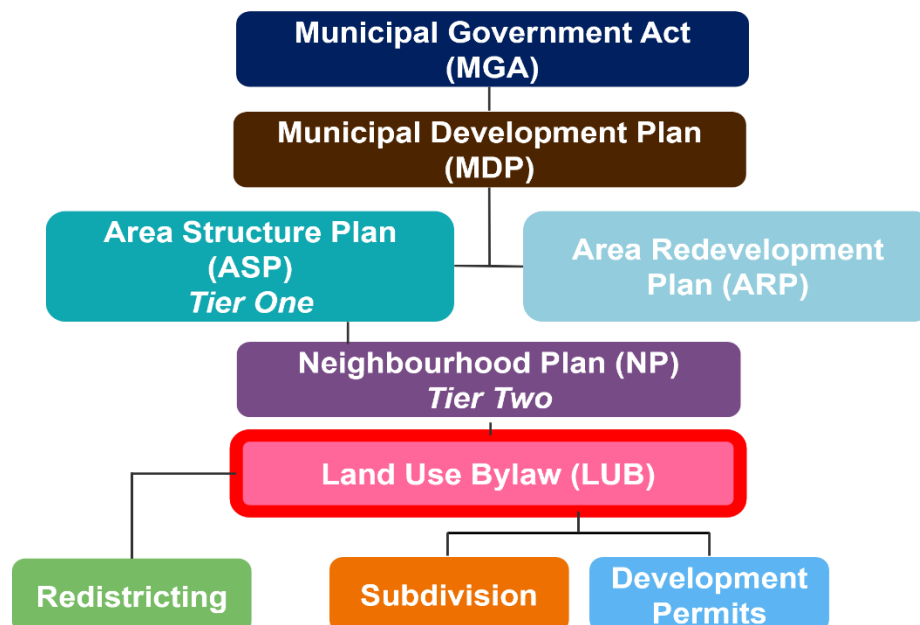 Municipal Government Act
(MGA)
Municipal Development Plan
(MDP)
Area Structure Plan
(ASP)
Tier One
Area Redevelopment
Plan (ARP)
Neighbourhood Plan (NP)
Tier Two
Land Use Bylaw (LUB)
Redistricting
Subdivision
Development
Permits